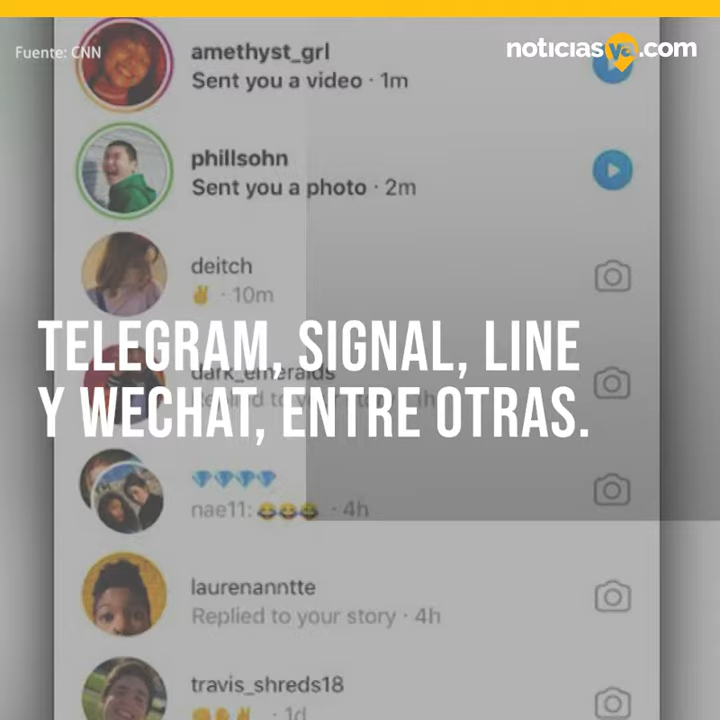 Fuente: CNN
noticiasya.com
amethyst_grl
Sent you a video · 1m
phillsohn
Sent you a photo · 2m
deitch
✌️ · 10m
TELEGRAM, SIGNAL, LINE
dark_emeralds
Y WECHAT, ENTRE OTRAS.
💎💎💎💎
nae11: 😂😂😂 · 4h
laurenanntte
Replied to your story · 4h
travis_shreds18
· 1d